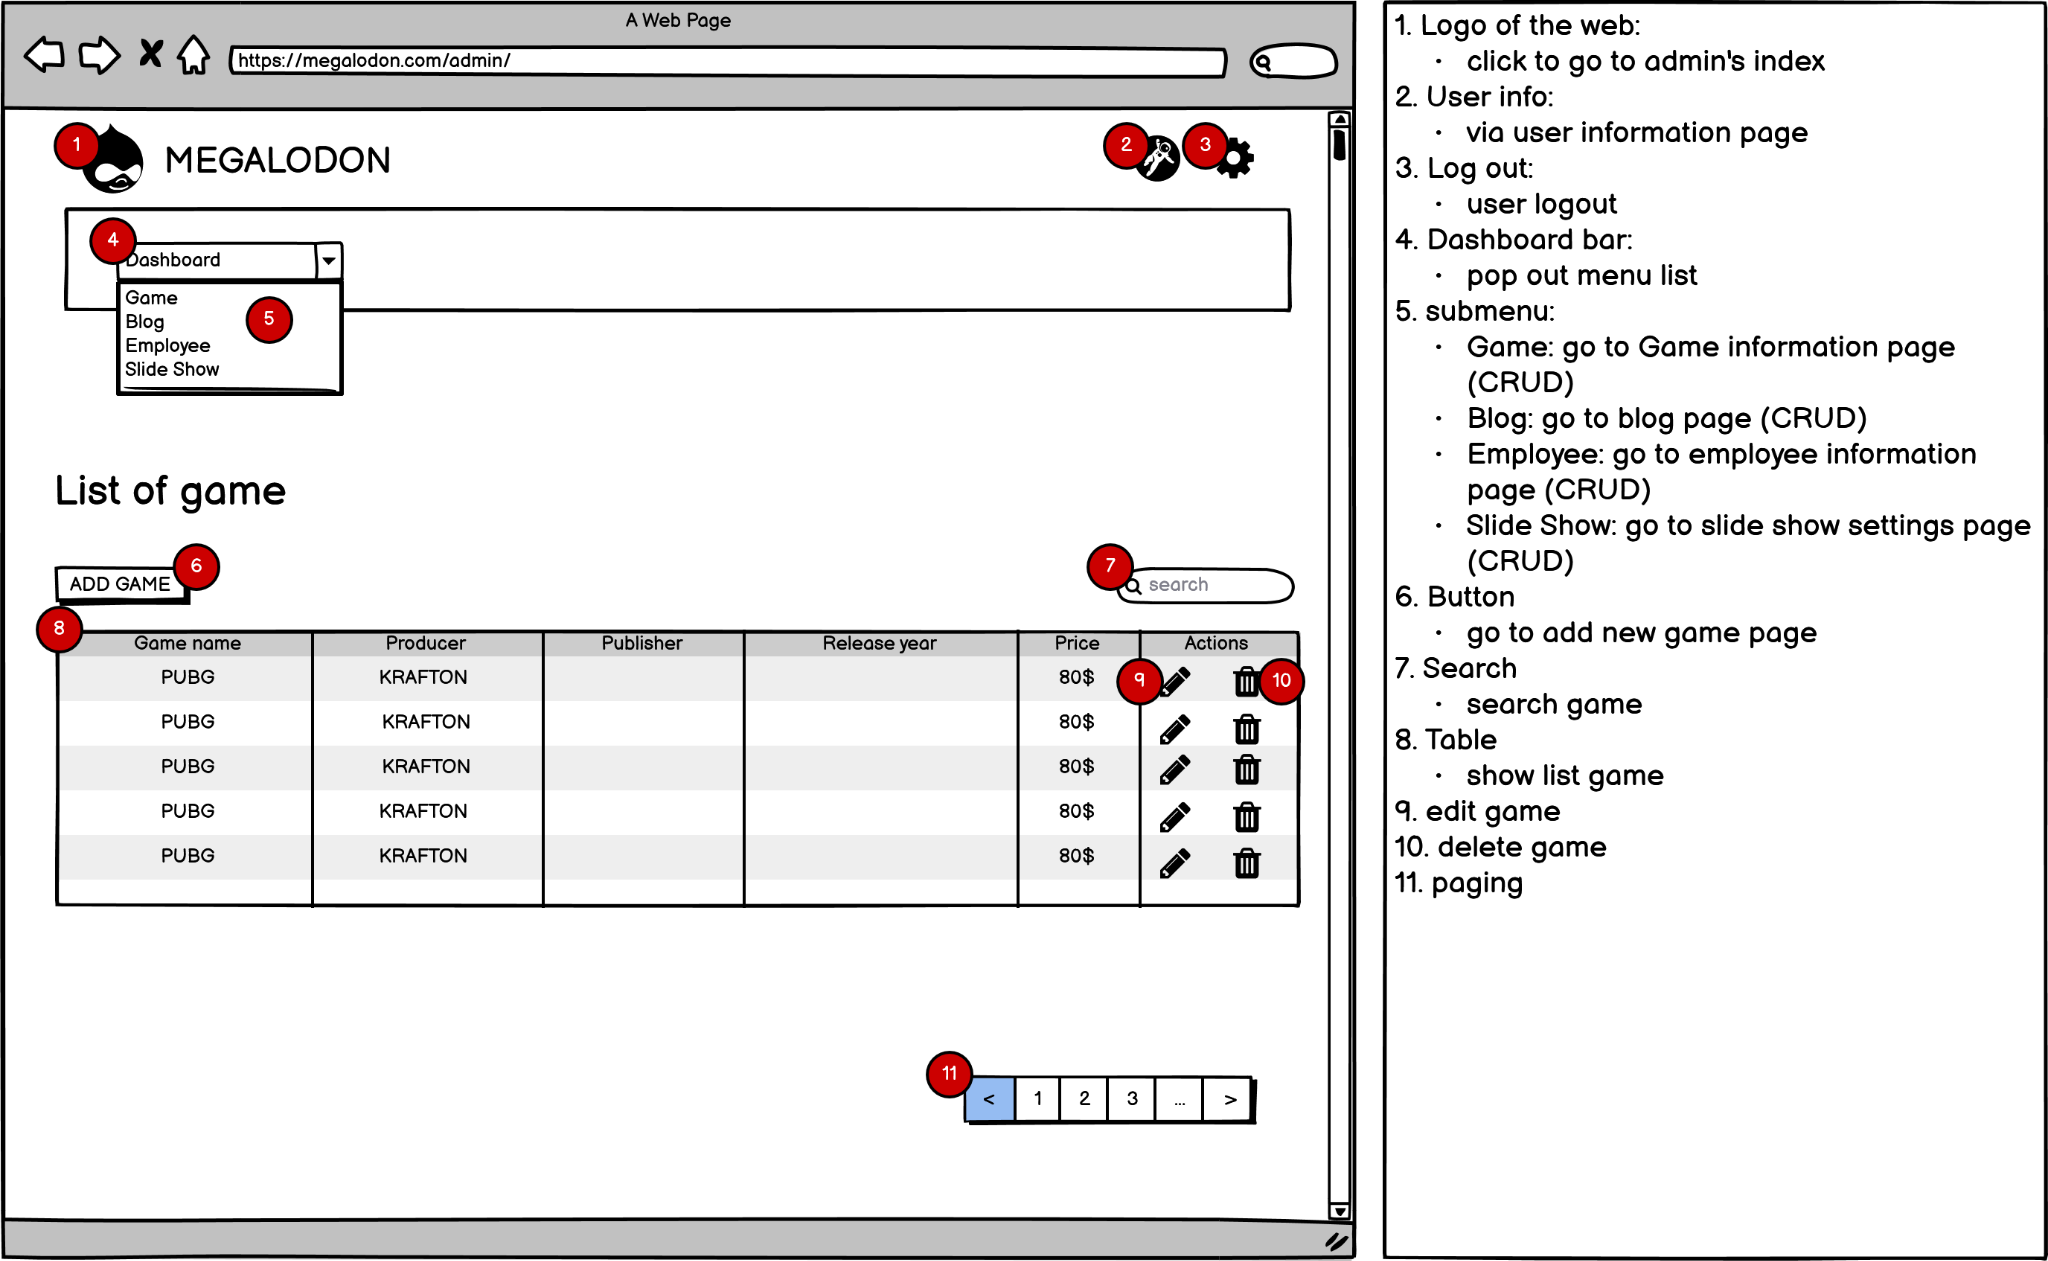 A Web Page
https://megalodon.com/admin/
1
MEGALODON
2
3
4
Dashboard
Game
Blog
Employee
Slide Show
5
List of game
ADD GAME
6
7
search
8
Game name Producer Publisher Release year Price Actions
PUBG KRAFTON 80$ 9 10
PUBG KRAFTON 80$
PUBG KRAFTON 80$
PUBG KRAFTON 80$
PUBG KRAFTON 80$
11
< 1 2 3 ... >
1. Logo of the web:
• click to go to admin's index
2. User info:
• via user information page
3. Log out:
• user logout
4. Dashboard bar:
• pop out menu list
5. submenu:
• Game: go to Game information page
(CRUD)
• Blog: go to blog page (CRUD)
• Employee: go to employee information
page (CRUD)
• Slide Show: go to slide show settings page
(CRUD)
6. Button
• go to add new game page
7. Search
• search game
8. Table
• show list game
9. edit game
10. delete game
11. paging